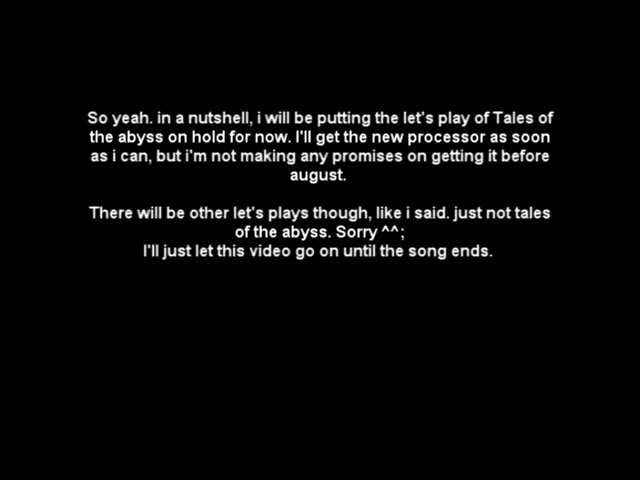 So yeah. in a nutshell, i will be putting the let's play of Tales of
the abyss on hold for now. I'll get the new processor as soon
as i can, but i'm not making any promises on getting it before
august.
There will be other let's plays though, like i said. just not tales
of the abyss. Sorry ^^;
I'll just let this video go on until the song ends.